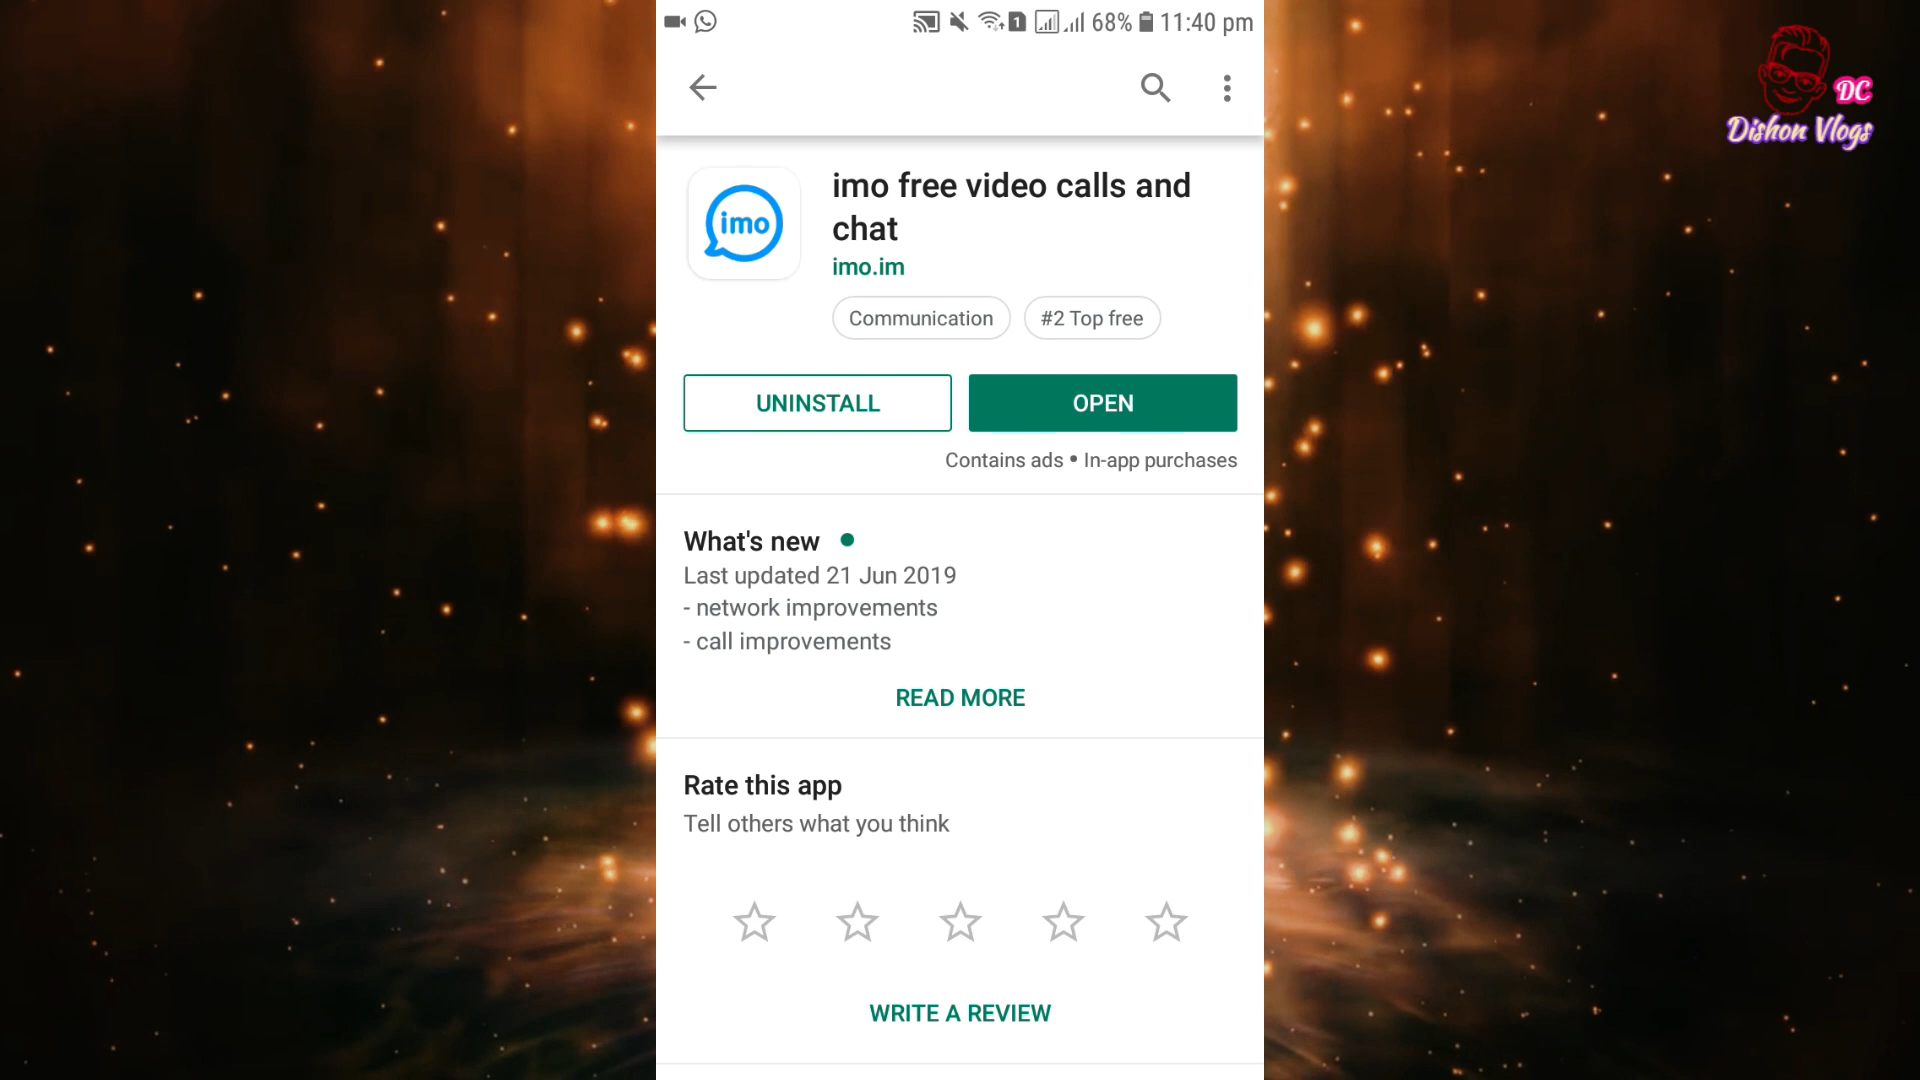 1 68% 11:40 pm
DC
Dishon Vlogs
imo
imo free video calls and
chat
imo.im
Communication
#2 Top free
UNINSTALL
OPEN
Contains ads • In-app purchases
What's new
Last updated 21 Jun 2019
- network improvements
- call improvements
READ MORE
Rate this app
Tell others what you think
WRITE A REVIEW